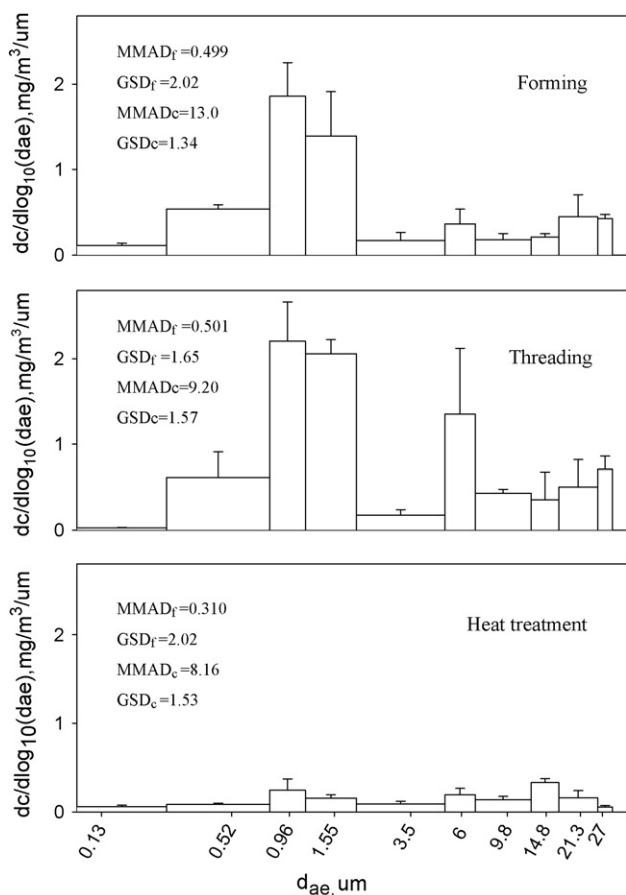 dc/dlog10(dae), mg/m³/um
2
1
0
MMADf =0.499
GSDf =2.02
MMADc=13.0
GSDc=1.34
Forming
dc/dlog10(dae), mg/m³/um
2
1
0
MMADf =0.501
GSDf =1.65
MMADc=9.20
GSDc=1.57
Threading
dc/dlog10(dae), mg/m³/um
2
1
0
MMADf =0.310
GSDf =2.02
MMADc =8.16
GSDc =1.53
Heat treatment
0.13 0.52 0.96 1.55 3.5 6 9.8 14.8 21.3 27
dae, um